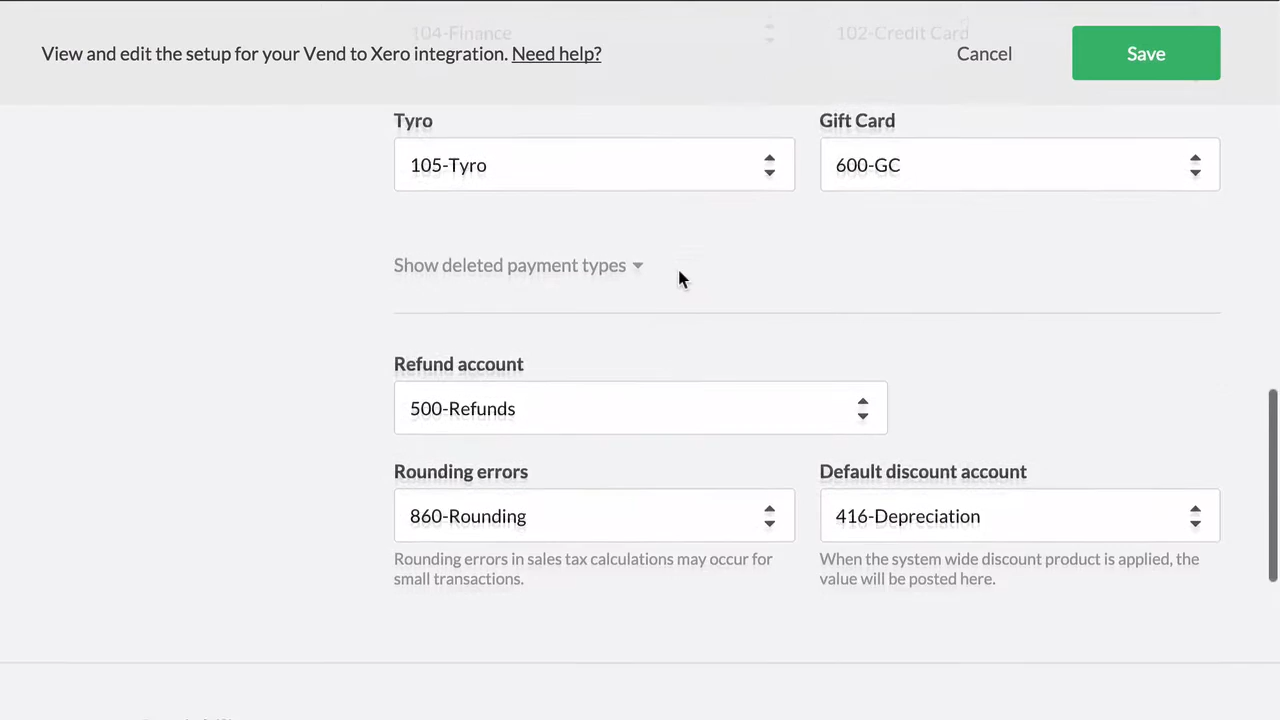 104-Finance
102-Credit Card
View and edit the setup for your Vend to Xero integration. Need help?
Cancel
Save
Tyro
Gift Card
105-Tyro
600-GC
Show deleted payment types
Refund account
500-Refunds
Rounding errors
Default discount account
860-Rounding
416-Depreciation
Rounding errors in sales tax calculations may occur for
small transactions.
When the system wide discount product is applied, the
value will be posted here.